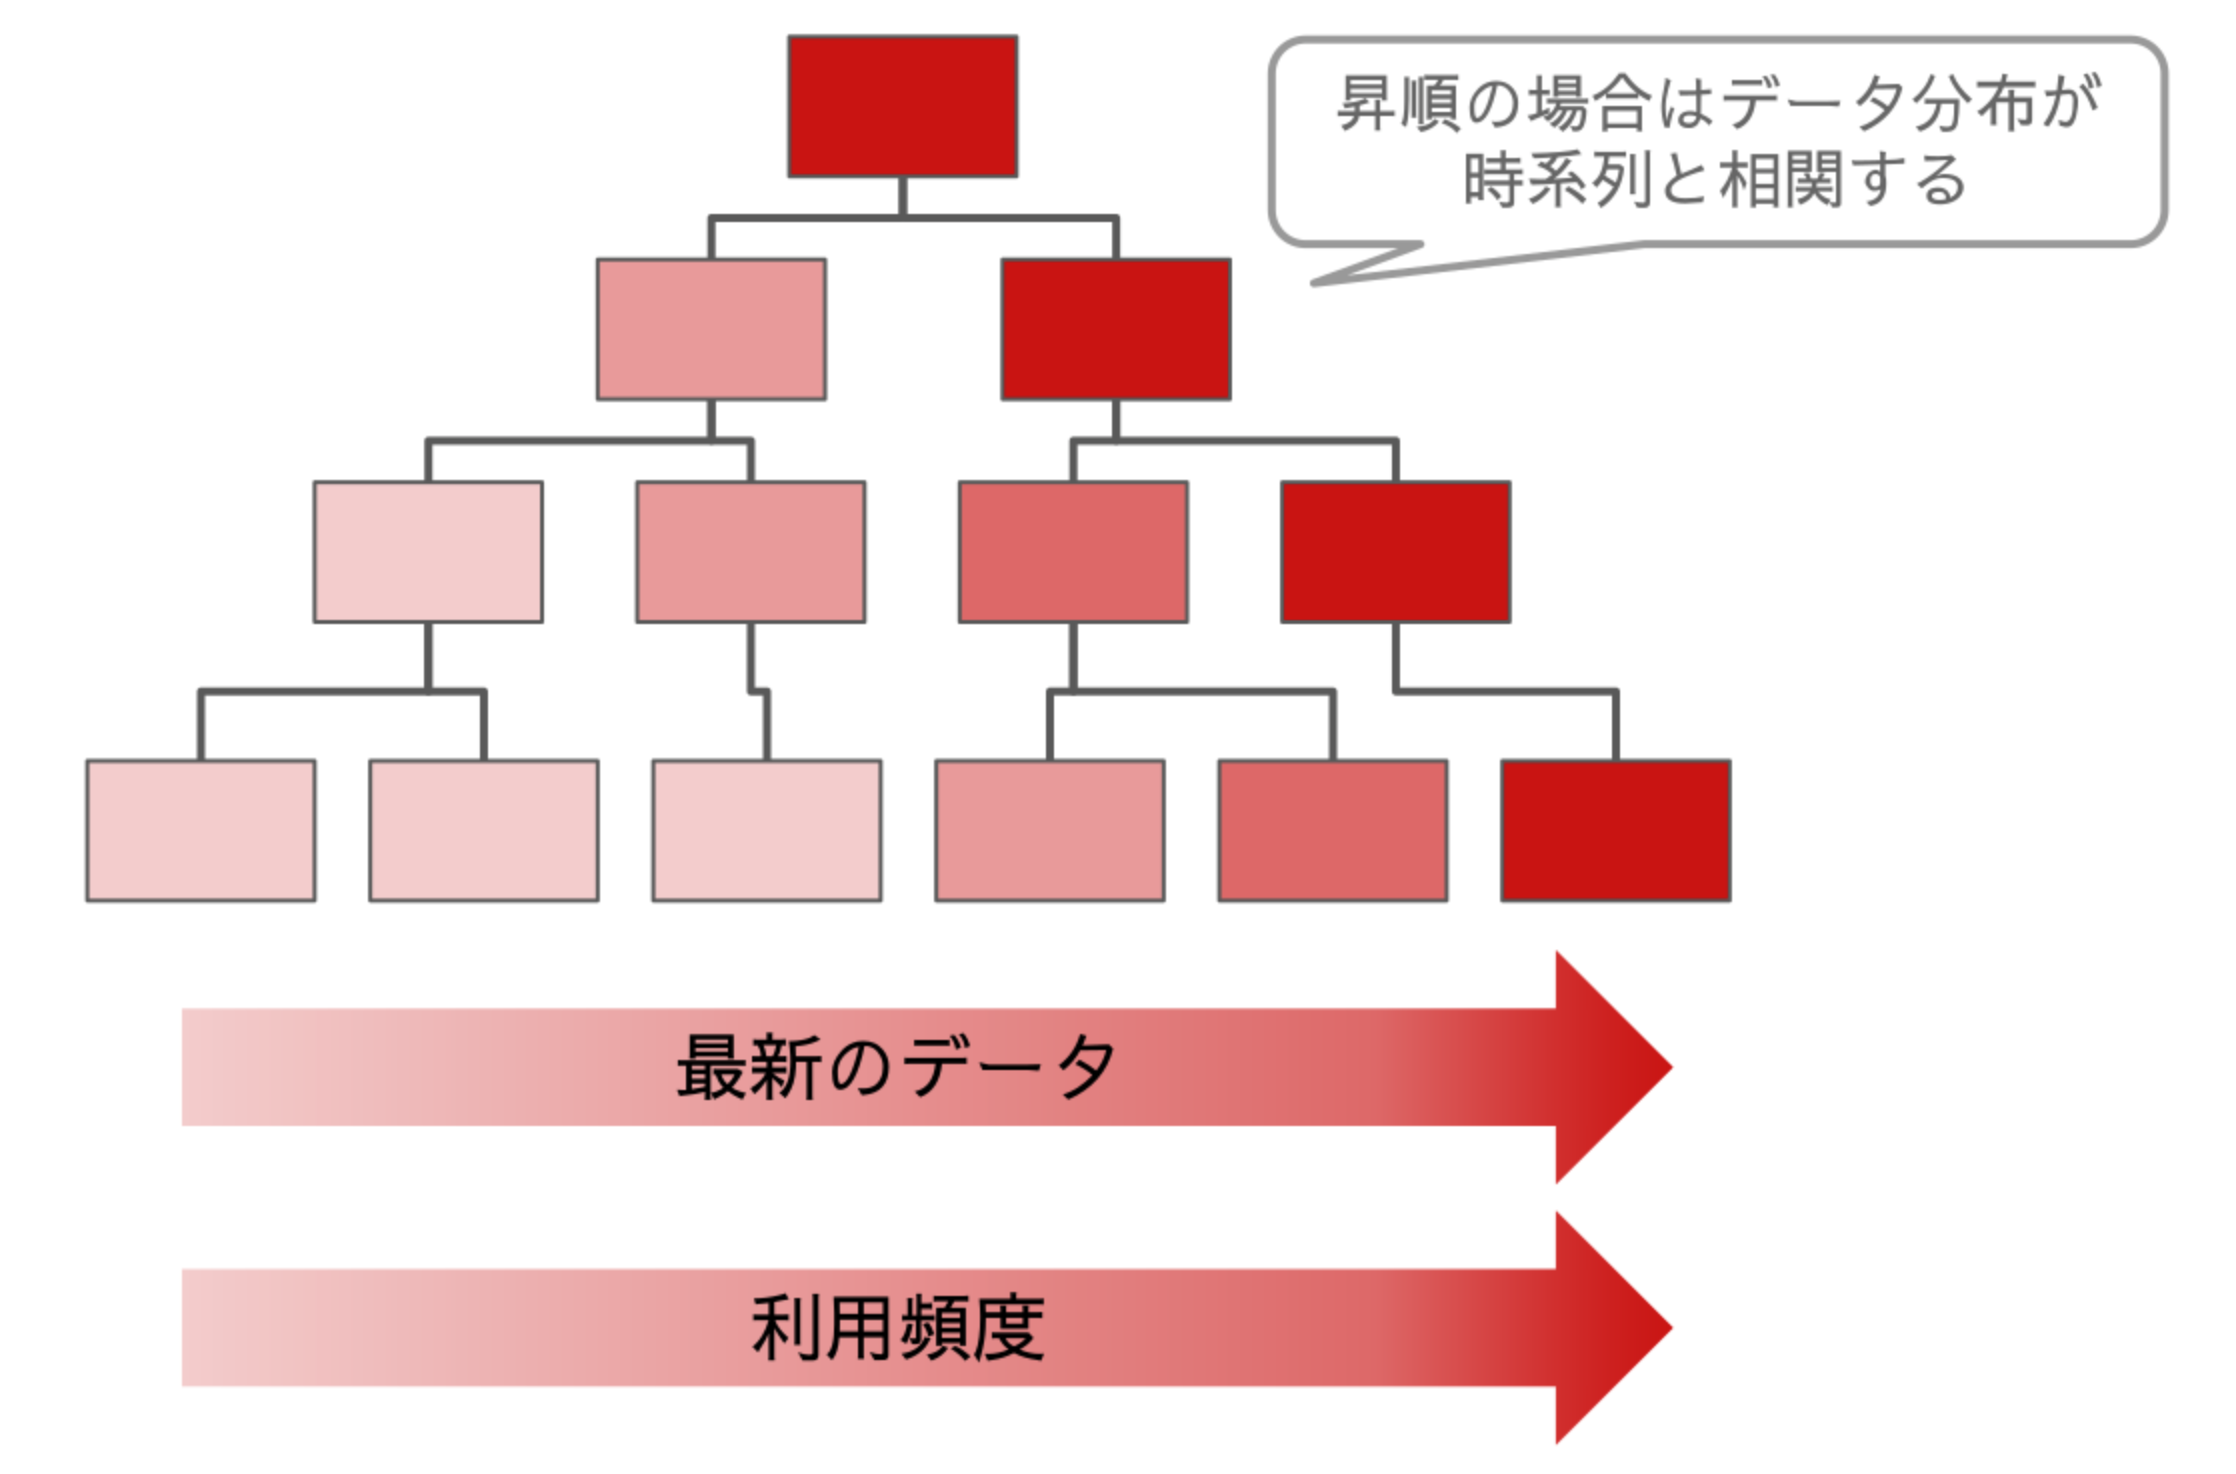 昇順の場合はデータ分布が
時系列と相関する
最新のデータ
利用頻度